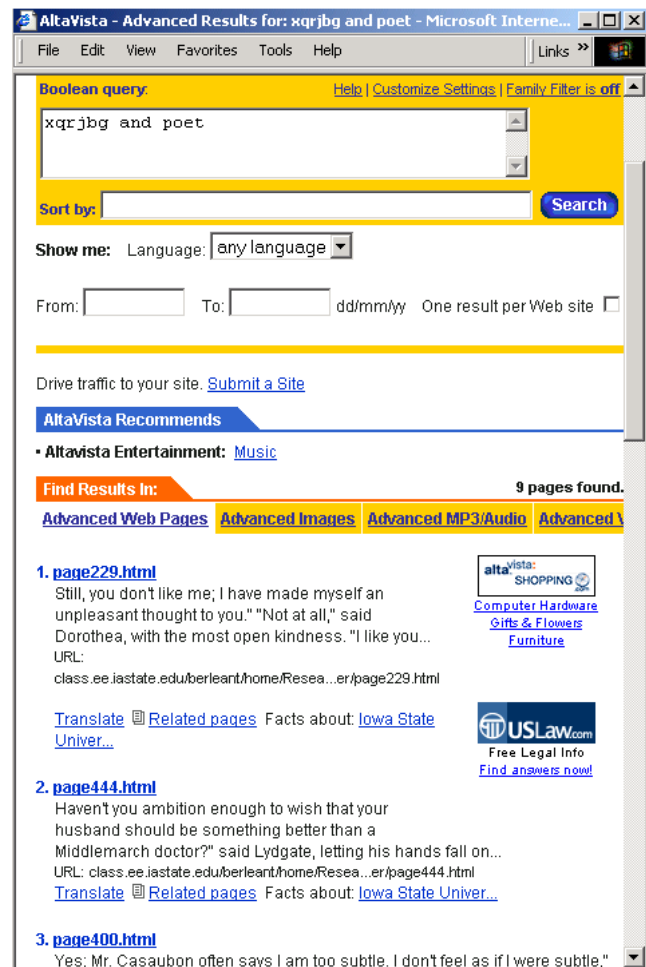 AltaVista - Advanced Results for: xqrjbg and poet - Microsoft Interne...
File Edit View Favorites Tools Help Links »
Boolean query: Help | Customize Settings | Family Filter is off
xqrjbg and poet
Sort by: Search
Show me: Language: any language
From: To: dd/mm/yy One result per Web site
Drive traffic to your site. Submit a Site
AltaVista Recommends
▪ Altavista Entertainment: Music
Find Results In: 9 pages found.
Advanced Web Pages Advanced Images Advanced MP3/Audio Advanced
1. page229.html
Still, you don't like me; I have made myself an
unpleasant thought to you." "Not at all," said
Dorothea, with the most open kindness. "I like you...
URL:
class.ee.iastate.edu/berleant/home/Resea...er/page229.html
Translate Related pages Facts about: Iowa State
Univer...
alta vista:
SHOPPING.com
Computer Hardware
Gifts & Flowers
Furniture
USLaw.com
Free Legal Info
Find answers now!
2. page444.html
Haven't you ambition enough to wish that your
husband should be something better than a
Middlemarch doctor?" said Lydgate, letting his hands fall on...
URL: class.ee.iastate.edu/berleant/home/Resea...er/page444.html
Translate Related pages Facts about: Iowa State Univer...
3. page400.html
Yes; Mr. Casaubon often says I am too subtle. I don't feel as if I were subtle."